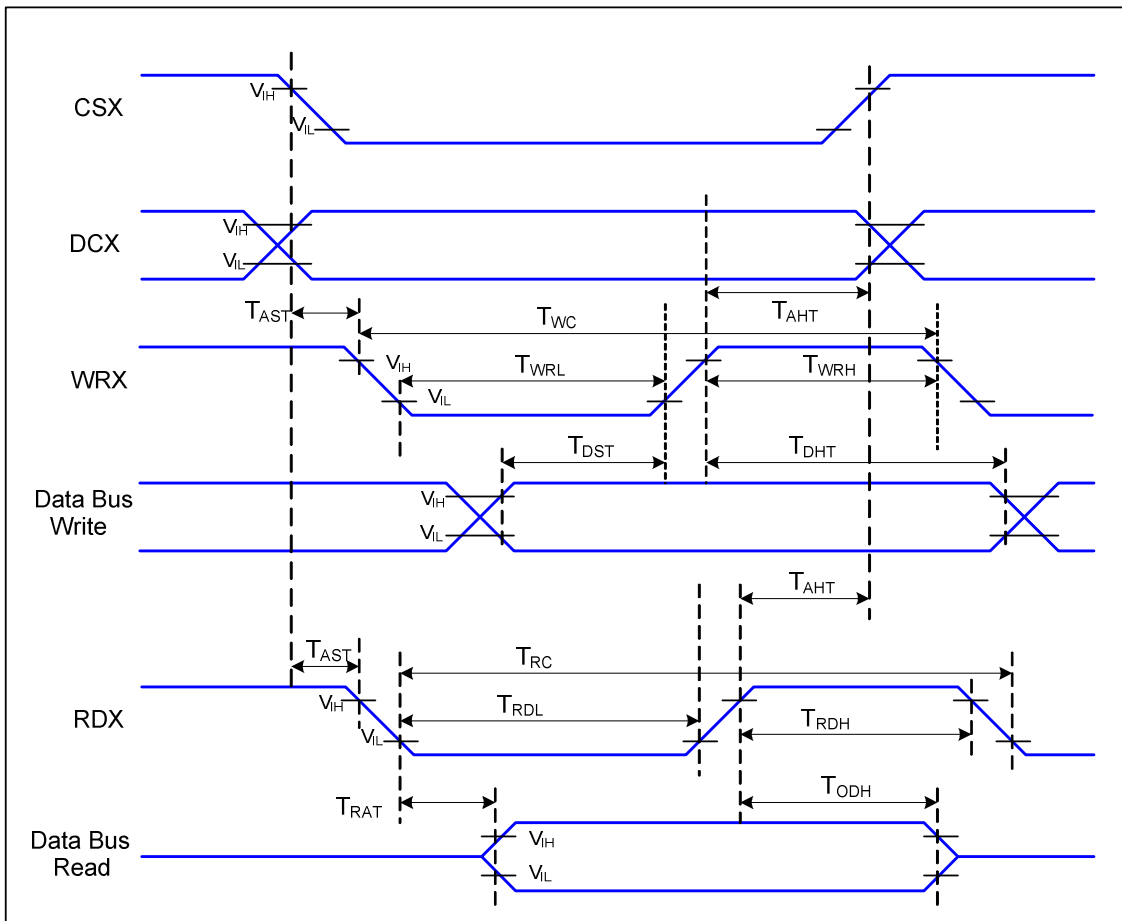 CSX
VIH
VIL
DCX
VIH
VIL
TAST
TWC
TAHT
WRX
VIH
VIL
TWRL
TWRH
TDST
TDHT
Data Bus
Write
VIH
VIL
TAHT
TAST
TRC
RDX
VIH
VIL
TRDL
TRDH
TRAT
TODH
Data Bus
Read
VIH
VIL